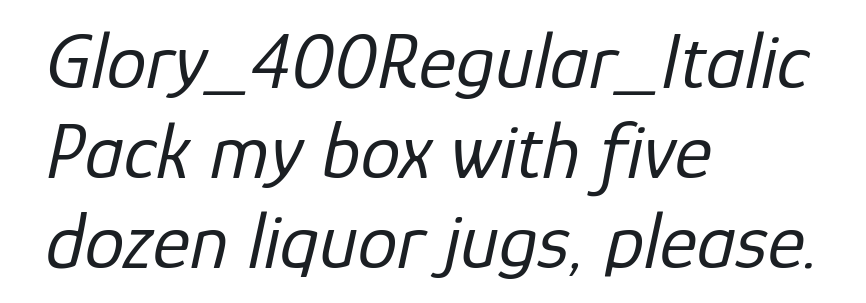 Glory_400Regular_Italic
Pack my box with five
dozen liquor jugs, please.